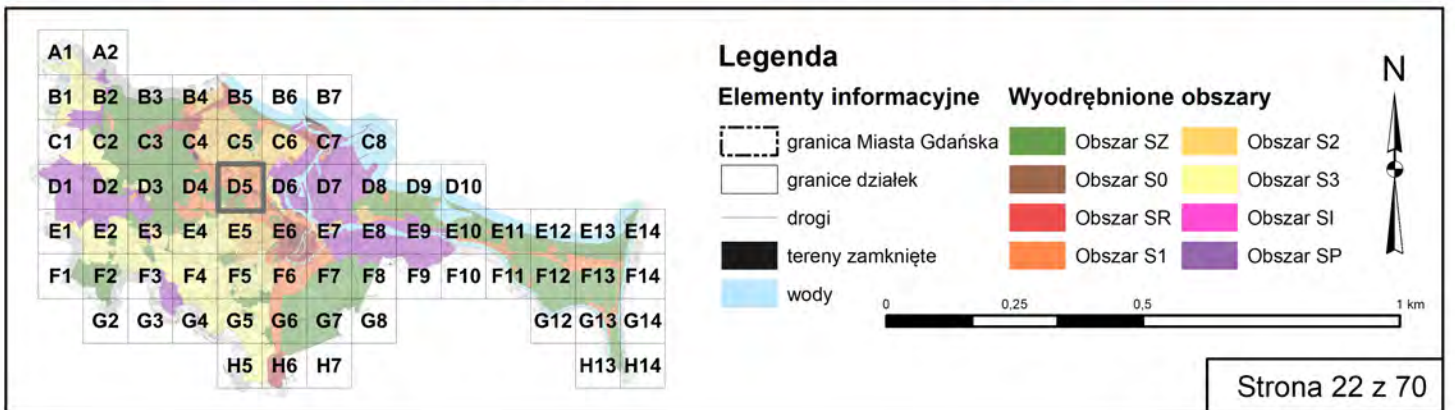 A1 A2
B1 B2 B3 B4 B5 B6 B7
C1 C2 C3 C4 C5 C6 C7 C8
D1 D2 D3 D4 D5 D6 D7 D8 D9 D10
E1 E2 E3 E4 E5 E6 E7 E8 E9 E10 E11 E12 E13 E14
F1 F2 F3 F4 F5 F6 F7 F8 F9 F10 F11 F12 F13 F14
G2 G3 G4 G5 G6 G7 G8 G12 G13 G14
H5 H6 H7 H13 H14
Legenda
Elementy informacyjne
granica Miasta Gdańska
granice działek
drogi
tereny zamknięte
wody
Wyodrębnione obszary
Obszar SZ
Obszar S0
Obszar SR
Obszar S1
Obszar S2
Obszar S3
Obszar SI
Obszar SP
N
0 0,25 0,5 1 km
Strona 22 z 70